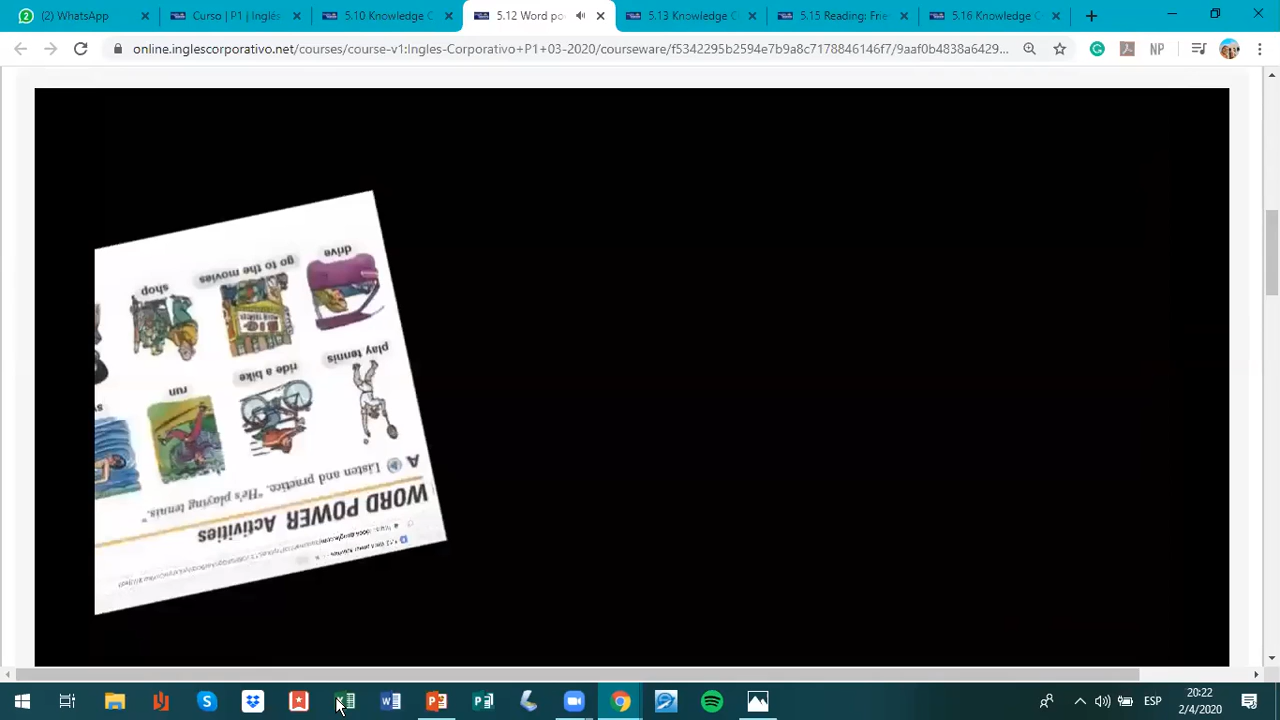 (2) WhatsApp
Curso | P1 | Inglés
5.10 Knowledge C
5.12 Word po
5.13 Knowledge C
5.15 Reading: Frie
5.16 Knowledge C
online.inglescorporativo.net/courses/course-v1:Ingles-Corporativo+P1+03-2020/courseware/f5342295b2594e7b9a8c7178846146f7/9aaf0b4838a6429...
NP
WORD POWER Activities
A Listen and practice. "He's playing tennis."
play tennis
ride a bike
run
drive
go to the movies
shop
ESP
20:22
2/4/2020